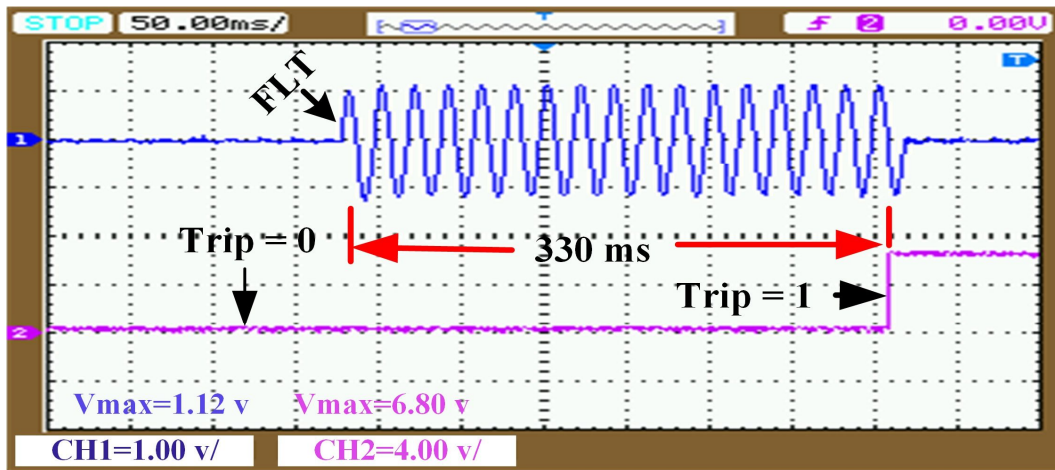 STOP 50.00ms/ T 2 0.00V
T
FLT
1
Trip = 0
330 ms
Trip = 1
2
Vmax=1.12 v Vmax=6.80 v
CH1=1.00 v/ CH2=4.00 v/